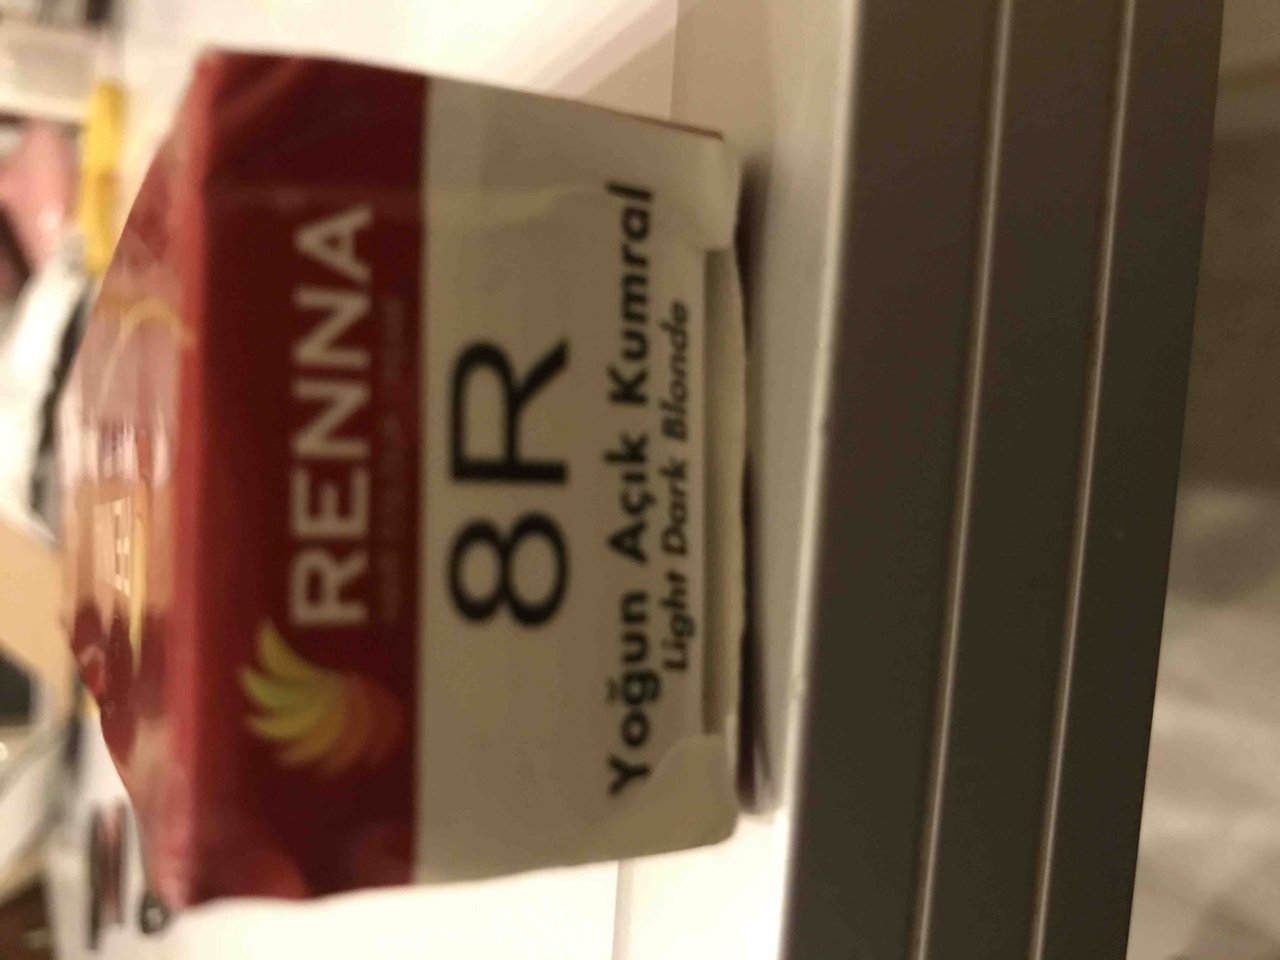 RENNA
8R
Yoğun Açık Kumral
Light Dark Blonde